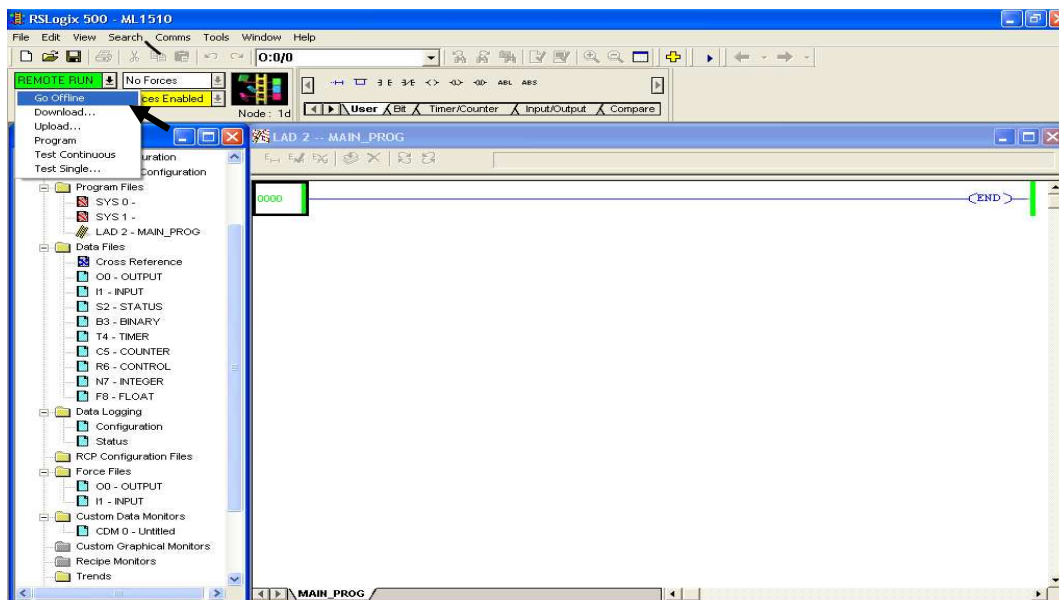 RSLogix 500 - ML1510
File Edit View Search Comms Tools Window Help
O:0/0
REMOTE RUN No Forces
Go Offline
ces Enabled
Download...
Upload...
Program
Test Continuous
Test Single...
Node : 1d
ABL ABS
User Bit Timer/Counter Input/Output Compare
LAD 2 -- MAIN_PROG
uration
Configuration
Program Files
SYS 0 -
SYS 1 -
LAD 2 - MAIN_PROG
Data Files
Cross Reference
O0 - OUTPUT
I1 - INPUT
S2 - STATUS
B3 - BINARY
T4 - TIMER
C5 - COUNTER
R6 - CONTROL
N7 - INTEGER
F8 - FLOAT
Data Logging
Configuration
Status
RCP Configuration Files
Force Files
O0 - OUTPUT
I1 - INPUT
Custom Data Monitors
CDM 0 - Untitled
Custom Graphical Monitors
Recipe Monitors
Trends
0000
END
MAIN_PROG